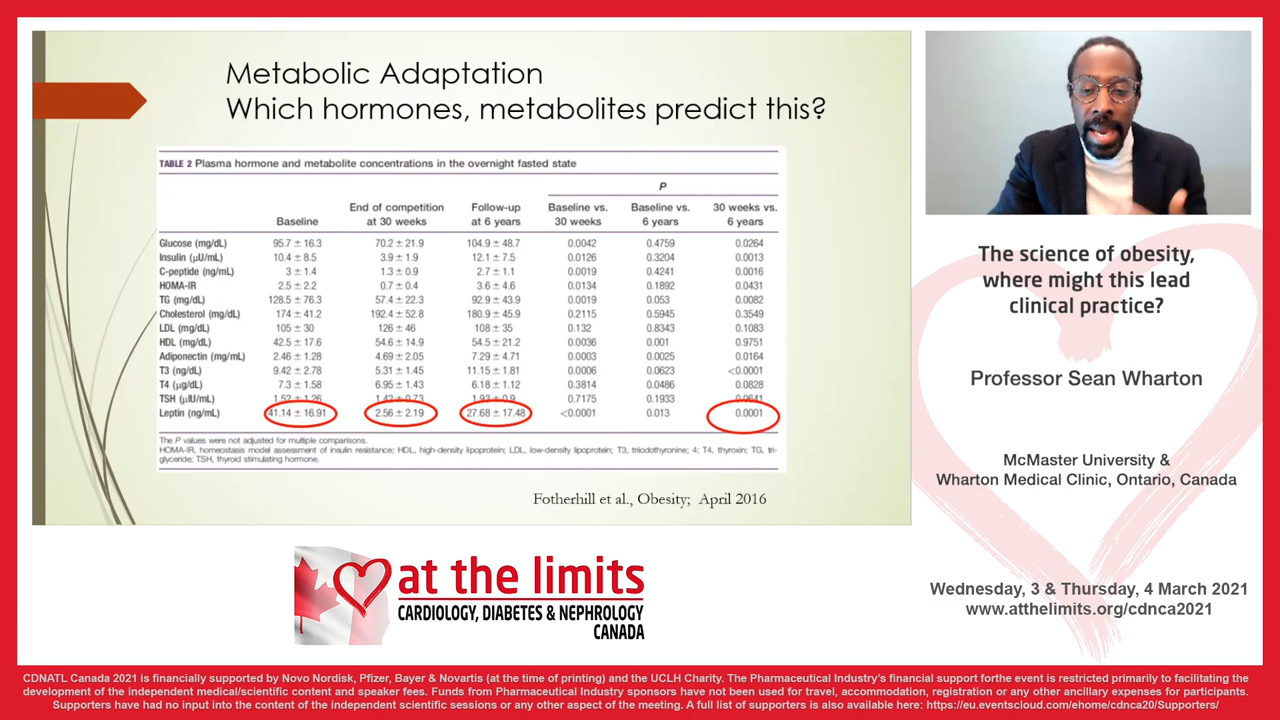 Metabolic Adaptation
Which hormones, metabolites predict this?
TABLE 2 Plasma hormone and metabolite concentrations in the overnight fasted state
P
Baseline
End of competition
at 30 weeks
Follow-up
at 6 years
Baseline vs.
30 weeks
Baseline vs.
6 years
30 weeks vs.
6 years
Glucose (mg/dL) 95.7 ± 16.3 70.2 ± 21.9 104.9 ± 48.7 0.0042 0.4759 0.0264
Insulin (μU/mL) 10.4 ± 8.5 3.9 ± 1.9 12.1 ± 7.5 0.0126 0.3204 0.0013
C-peptide (ng/mL) 3 ± 1.4 1.3 ± 0.9 2.7 ± 1.1 0.0019 0.4241 0.0016
HOMA-IR 2.5 ± 2.2 0.7 ± 0.4 3.6 ± 4.6 0.0134 0.1892 0.0431
TG (mg/dL) 128.5 ± 76.3 57.4 ± 22.3 92.9 ± 43.9 0.0019 0.053 0.0082
Cholesterol (mg/dL) 174 ± 41.2 192.4 ± 52.8 180.9 ± 45.9 0.2115 0.5945 0.3549
LDL (mg/dL) 105 ± 30 126 ± 46 108 ± 35 0.132 0.8343 0.1083
HDL (mg/dL) 42.5 ± 17.6 54.6 ± 14.9 54.5 ± 21.2 0.0036 0.001 0.9751
Adiponectin (mg/mL) 2.46 ± 1.28 4.69 ± 2.05 7.29 ± 4.71 0.0003 0.0025 0.0164
T3 (ng/dL) 9.42 ± 2.78 5.31 ± 1.45 11.15 ± 1.81 0.0006 0.0623 <0.0001
T4 (μg/dL) 7.3 ± 1.58 6.95 ± 1.43 6.18 ± 1.12 0.3814 0.0486 0.0828
TSH (μIU/mL) 1.52 ± 1.26 1.42 ± 0.73 1.93 ± 0.9 0.7175 0.1933 0.0641
Leptin (ng/mL) 41.14 ± 16.91 2.56 ± 2.19 27.68 ± 17.48 <0.0001 0.013 0.0001
The P values were not adjusted for multiple comparisons.
HOMA-IR, homeostasis model assessment of insulin resistance; HDL, high-density lipoprotein; LDL, low-density lipoprotein; T3, triiodothyronine; 4; T4, thyroxin; TG, tri-
glyceride; TSH, thyroid stimulating hormone.
Fotherhill et al., Obesity; April 2016
The science of obesity,
where might this lead
clinical practice?
Professor Sean Wharton
McMaster University &
Wharton Medical Clinic, Ontario, Canada
Wednesday, 3 & Thursday, 4 March 2021
www.atthelimits.org/cdnca2021
at the limits
CARDIOLOGY, DIABETES & NEPHROLOGY
CANADA
CDNATL Canada 2021 is financially supported by Novo Nordisk, Pfizer, Bayer & Novartis (at the time of printing) and the UCLH Charity. The Pharmaceutical Industry's financial support forthe event is restricted primarily to facilitating the
development of the independent medical/scientific content and speaker fees. Funds from Pharmaceutical Industry sponsors have not been used for travel, accommodation, registration or any other ancillary expenses for participants.
Supporters have had no input into the content of the independent scientific sessions or any other aspect of the meeting. A full list of supporters is also available here: https://eu.eventscloud.com/ehome/cdnca20/Supporters/